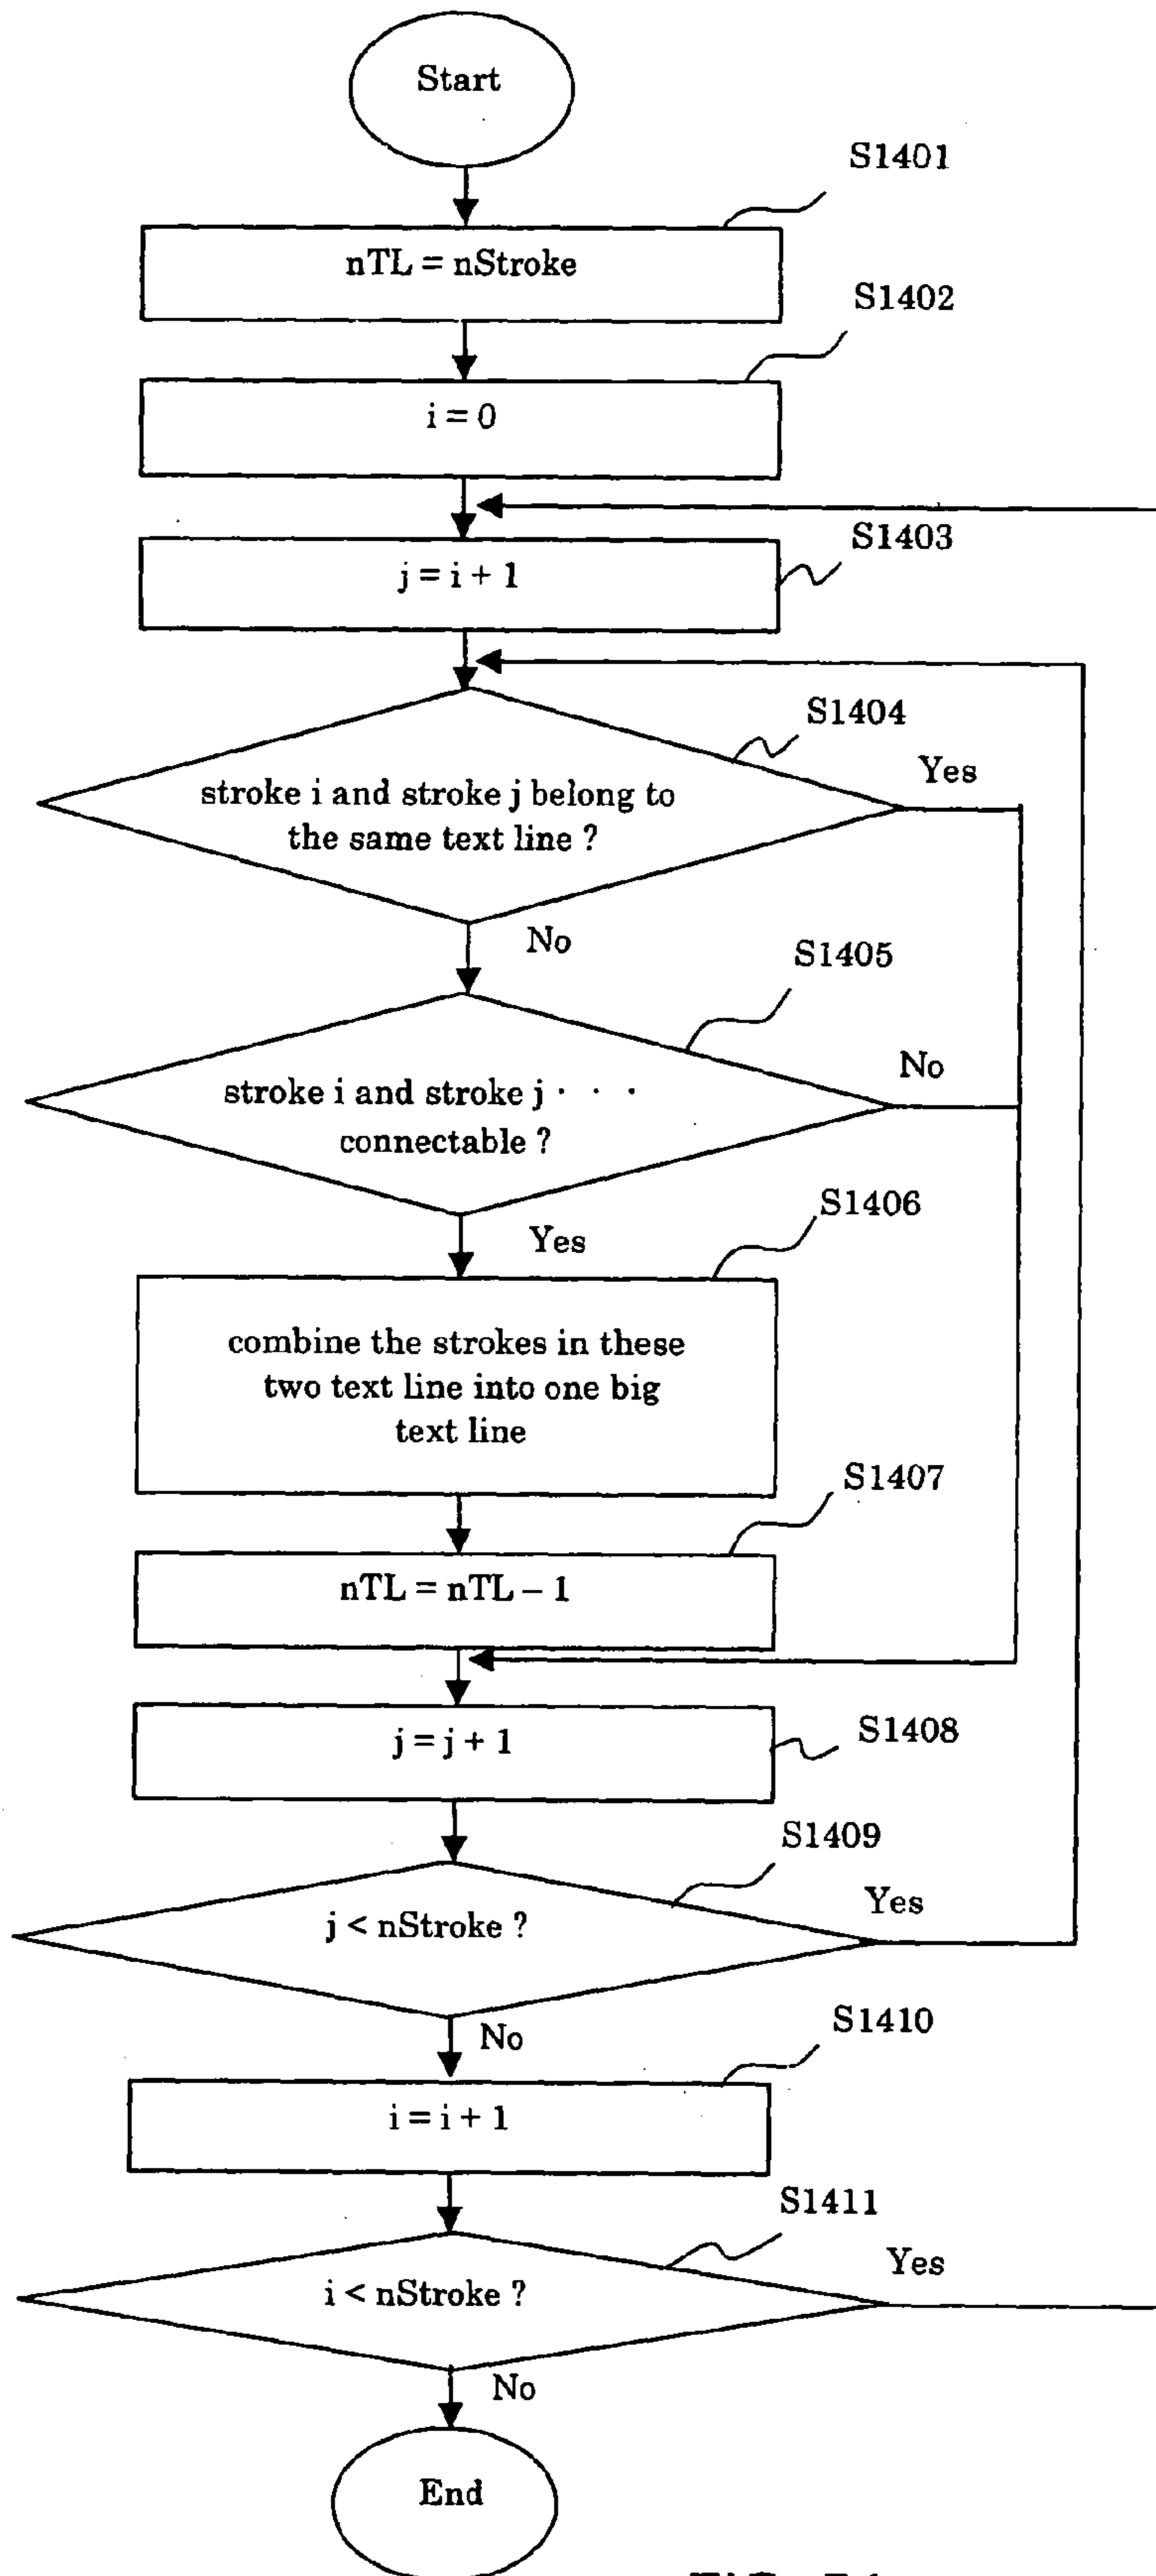 Start
S1401
nTL = nStroke
S1402
i = 0
S1403
j = i + 1
S1404
Yes
stroke i and stroke j belong to
the same text line ?
No
S1405
No
stroke i and stroke j · · ·
connectable ?
S1406
Yes
combine the strokes in these
two text line into one big
text line
S1407
nTL = nTL – 1
j = j + 1
S1408
S1409
Yes
j < nStroke ?
No
S1410
i = i + 1
S1411
Yes
i < nStroke ?
No
End